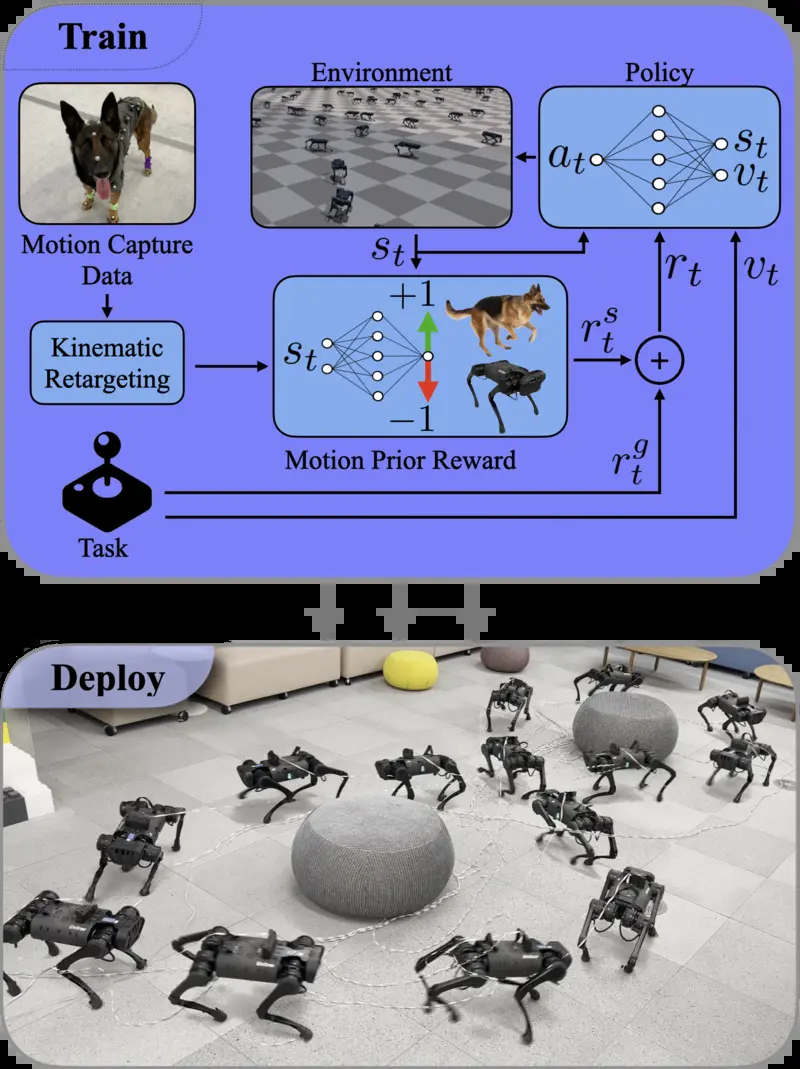 Train
Environment
Policy
a_t
s_t
v_t
Motion Capture
Data
s_t
r_t
v_t
Kinematic
Retargeting
s_t
+1
−1
r_t^s
+
Motion Prior Reward
r_t^g
Task
Deploy